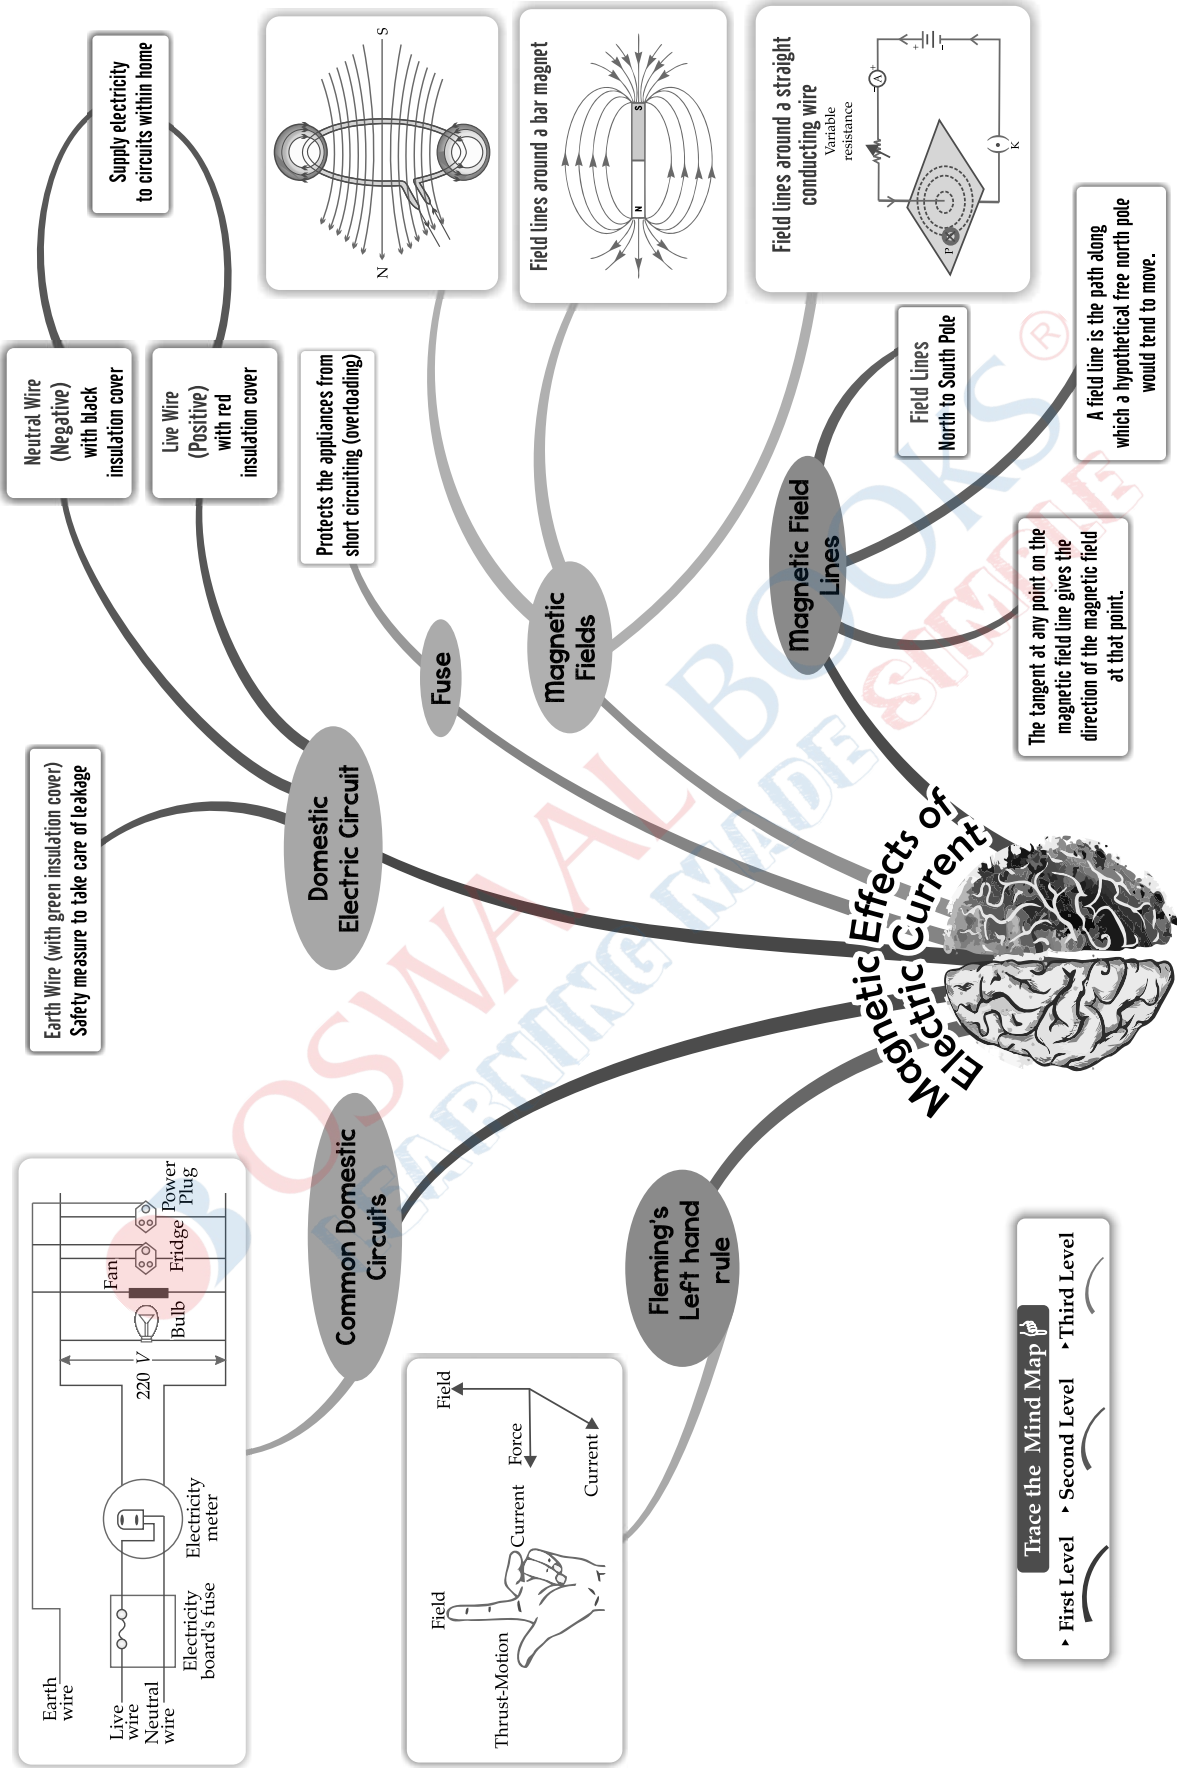 Magnetic Effects of
Electric Current
Common Domestic
Circuits
Earth
wire
Live
wire
Neutral
wire
Electricity
board's fuse
Electricity
meter
220 V
Bulb
Fan
Fridge
Power
Plug
Fleming's
Left hand
rule
Field
Current
Thrust-Motion
Field
Force
Current
Domestic
Electric Circuit
Earth Wire (with green insulation cover)
Safety measure to take care of leakage
Neutral Wire
(Negative)
with black
insulation cover
Live Wire
(Positive)
with red
insulation cover
Supply electricity
to circuits within home
Fuse
Protects the appliances from
short circuiting (overloading)
Magnetic
Fields
N
S
Field lines around a bar magnet
N
S
Field lines around a straight
conducting wire
Variable
resistance
A
+
–
+
–
K
P
Magnetic Field
Lines
Field Lines
North to South Pole
A field line is the path along
which a hypothetical free north pole
would tend to move.
The tangent at any point on the
magnetic field line gives the
direction of the magnetic field
at that point.
Trace the Mind Map
First Level
Second Level
Third Level
OSWAAL BOOKS ®
LEARNING MADE SIMPLE